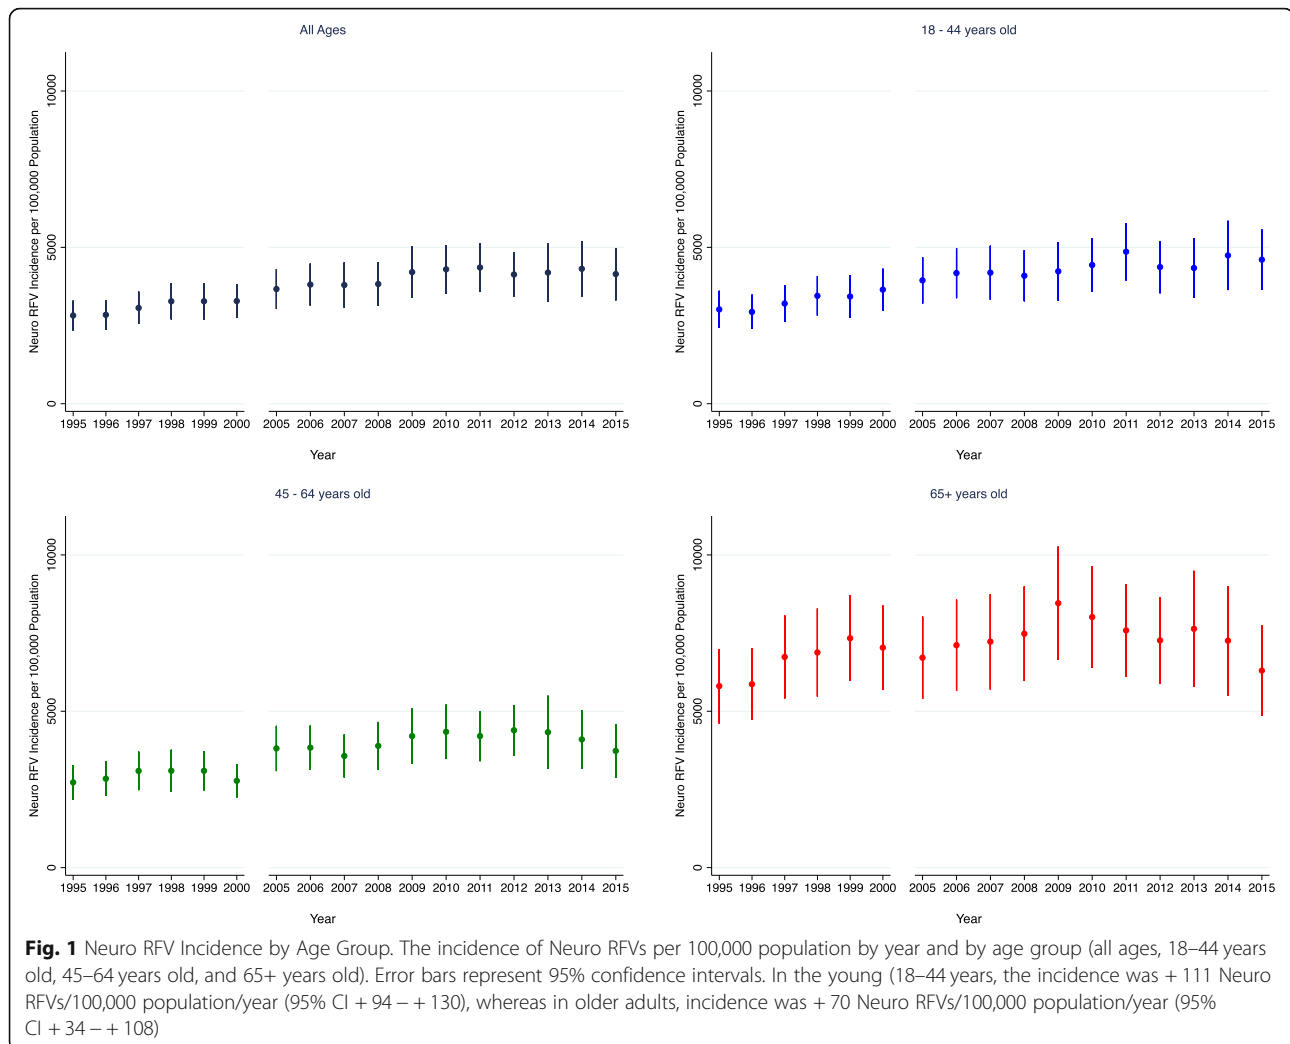 All Ages
Neuro RFV Incidence per 100,000 Population
10000
5000
0
1995 1996 1997 1998 1999 2000 2005 2006 2007 2008 2009 2010 2011 2012 2013 2014 2015
Year
18 - 44 years old
Neuro RFV Incidence per 100,000 Population
10000
5000
0
1995 1996 1997 1998 1999 2000 2005 2006 2007 2008 2009 2010 2011 2012 2013 2014 2015
Year
45 - 64 years old
Neuro RFV Incidence per 100,000 Population
10000
5000
0
1995 1996 1997 1998 1999 2000 2005 2006 2007 2008 2009 2010 2011 2012 2013 2014 2015
Year
65+ years old
Neuro RFV Incidence per 100,000 Population
10000
5000
0
1995 1996 1997 1998 1999 2000 2005 2006 2007 2008 2009 2010 2011 2012 2013 2014 2015
Year
Fig. 1 Neuro RFV Incidence by Age Group. The incidence of Neuro RFVs per 100,000 population by year and by age group (all ages, 18–44 years
old, 45–64 years old, and 65+ years old). Error bars represent 95% confidence intervals. In the young (18–44 years, the incidence was + 111 Neuro
RFVs/100,000 population/year (95% CI + 94 − + 130), whereas in older adults, incidence was + 70 Neuro RFVs/100,000 population/year (95%
CI + 34 − + 108)